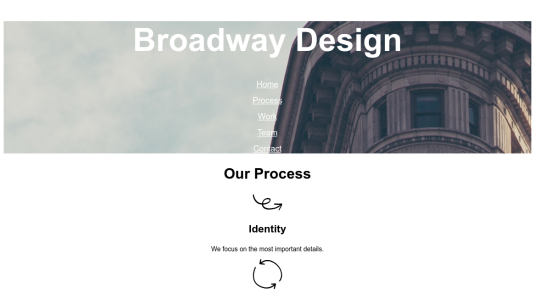 Broadway Design
Home
Process
Work
Team
Contact
Our Process
Identity
We focus on the most important details.